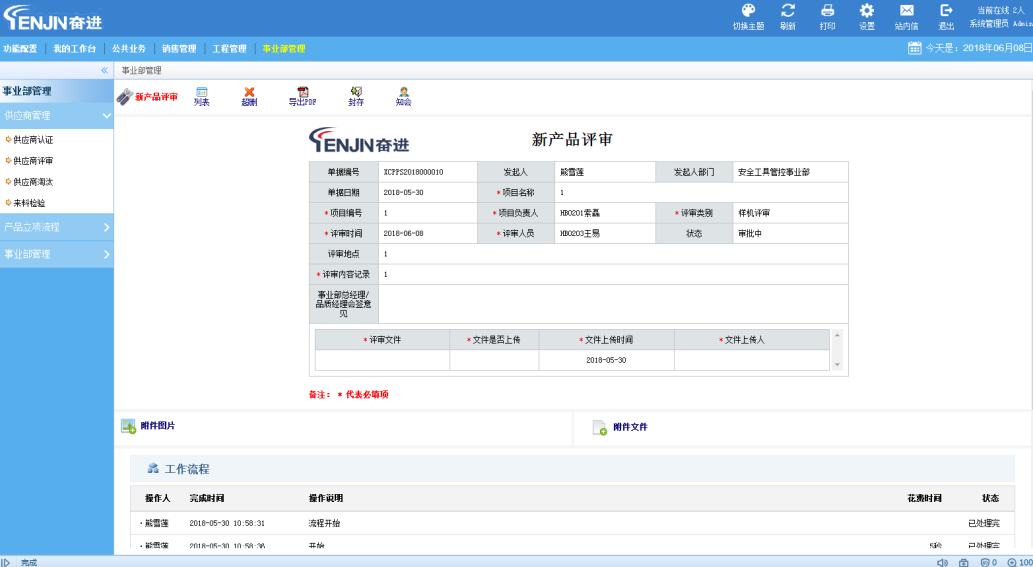 TENJN奋进
切换主题 刷新 打印 设置 站内信 退出
当前在线 2人
系统管理员 Admin
功能配置 我的工作台 公共业务 销售管理 工程管理 事业部管理
今天是：2018年06月08日
«
事业部管理
事业部管理
供应商管理
供应商认证
供应商评审
供应商淘汰
来料检验
产品立项流程
事业部管理
新产品评审 列表 超删 导出PDF 封存 知会
TENJN奋进
新产品评审
单据编号 XCPPS2018000010 发起人 熊雪莲 发起人部门 安全工具管控事业部
单据日期 2018-05-30 *项目名称 1
*项目编号 1 *项目负责人 HB0201索磊 *评审类别 样机评审
*评审时间 2018-06-08 *评审人员 HB0203王易 状态 审批中
评审地点 1
*评审内容记录 1
事业部总经理/
品质经理会签意
见
*评审文件 *文件是否上传 *文件上传时间 *文件上传人
2018-05-30
备注： * 代表必填项
附件图片 附件文件
工作流程
操作人 完成时间 操作说明 花费时间 状态
·熊雪莲 2018-05-30 10:58:31 流程开始 已处理完
·熊雪莲 2018-05-30 10:58:36 开始 5秒 已处理完
完成 0 100